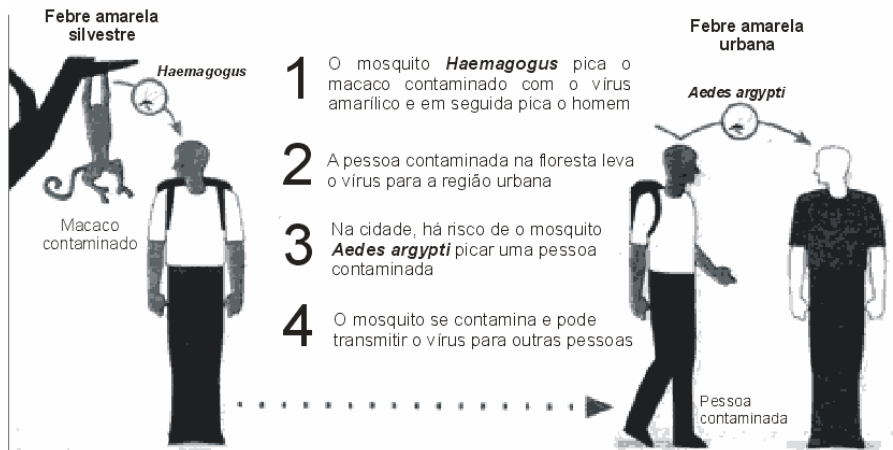 Febre amarela
silvestre
Haemagogus
Macaco
contaminado
1
O mosquito Haemagogus pica o
macaco contaminado com o vírus
amarílico e em seguida pica o homem
2
A pessoa contaminada na floresta leva
o vírus para a região urbana
3
Na cidade, há risco de o mosquito
Aedes argypti picar uma pessoa
contaminada
4
O mosquito se contamina e pode
transmitir o vírus para outras pessoas
Febre amarela
urbana
Aedes argypti
Pessoa
contaminada